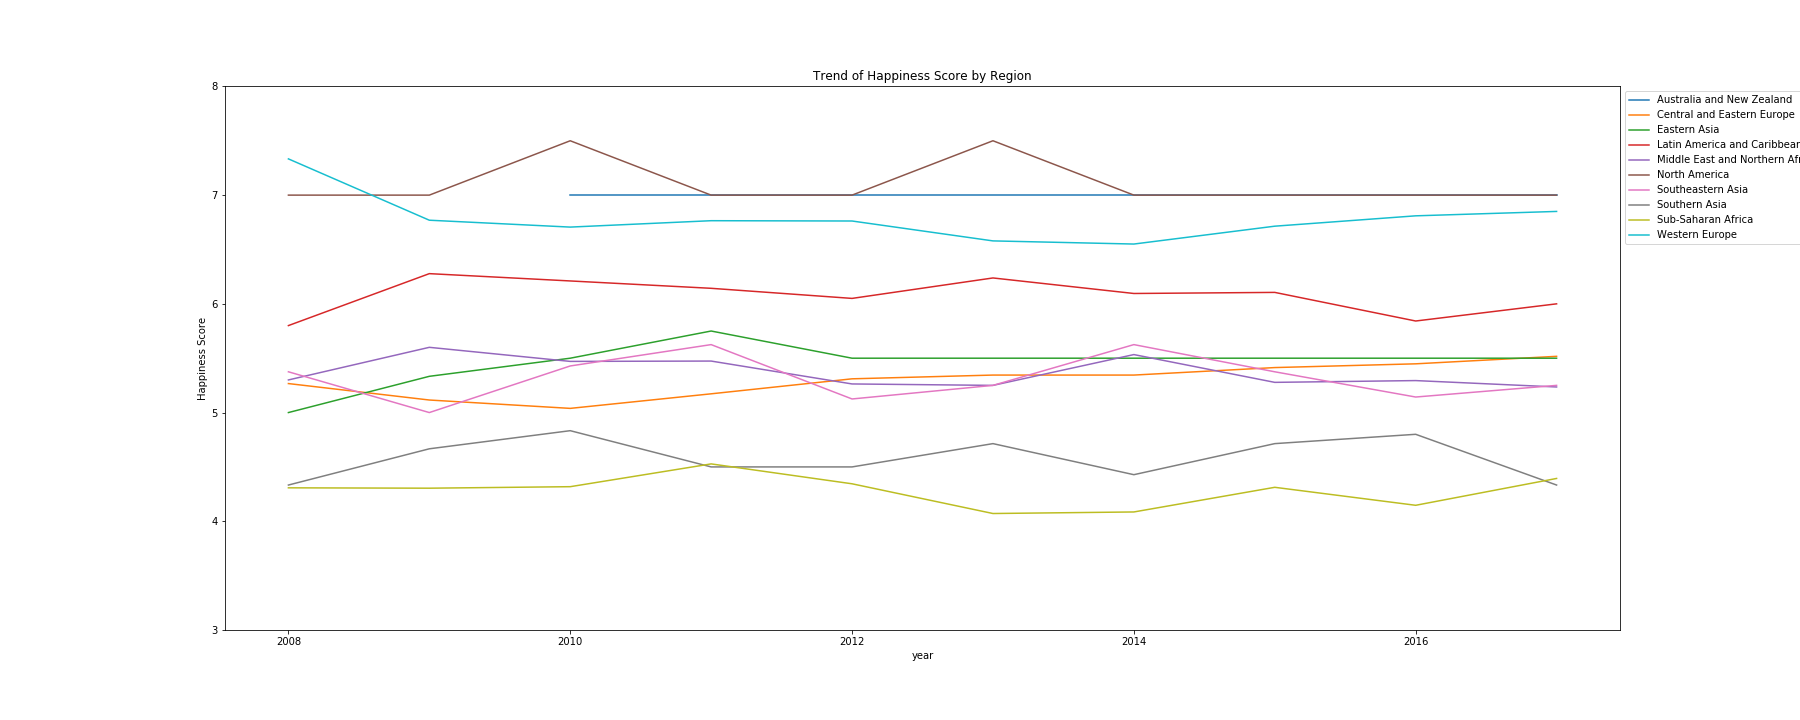 Trend of Happiness Score by Region
8
7
6
5
4
3
Happiness Score
2008
2010
2012
2014
2016
year
Australia and New Zealand
Central and Eastern Europe
Eastern Asia
Latin America and Caribbean
Middle East and Northern Afr
North America
Southeastern Asia
Southern Asia
Sub-Saharan Africa
Western Europe